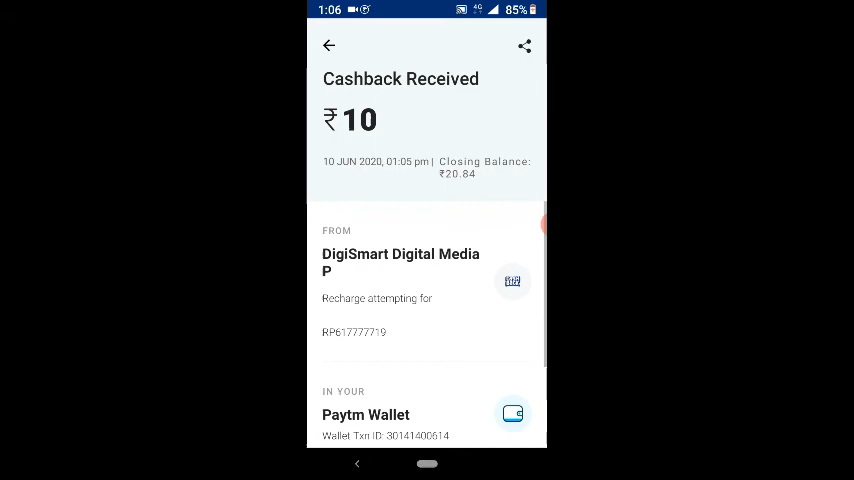 1:06
4G
85%
Cashback Received
₹10
10 JUN 2020, 01:05 pm | Closing Balance:
₹20.84
FROM
DigiSmart Digital Media
P
Recharge attempting for
RP617777719
IN YOUR
Paytm Wallet
Wallet Txn ID: 30141400614